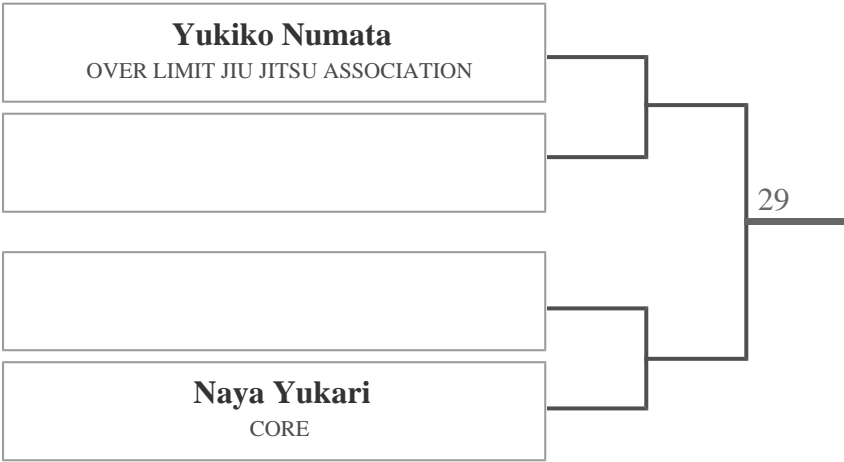 Yukiko Numata
OVER LIMIT JIU JITSU ASSOCIATION
29
Naya Yukari
CORE